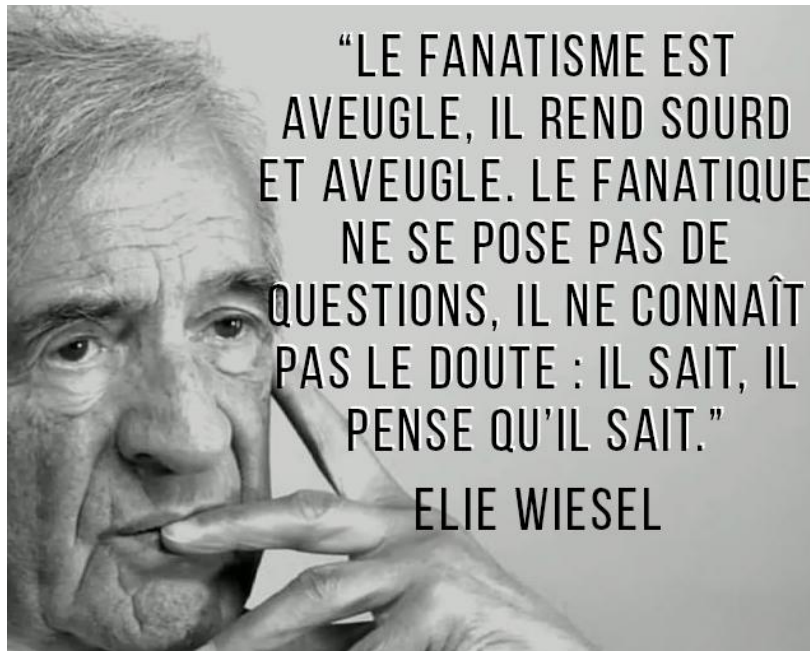 “LE FANATISME EST
AVEUGLE, IL REND SOURD
ET AVEUGLE. LE FANATIQUE
NE SE POSE PAS DE
QUESTIONS, IL NE CONNAÎT
PAS LE DOUTE : IL SAIT, IL
PENSE QU’IL SAIT.”
ELIE WIESEL